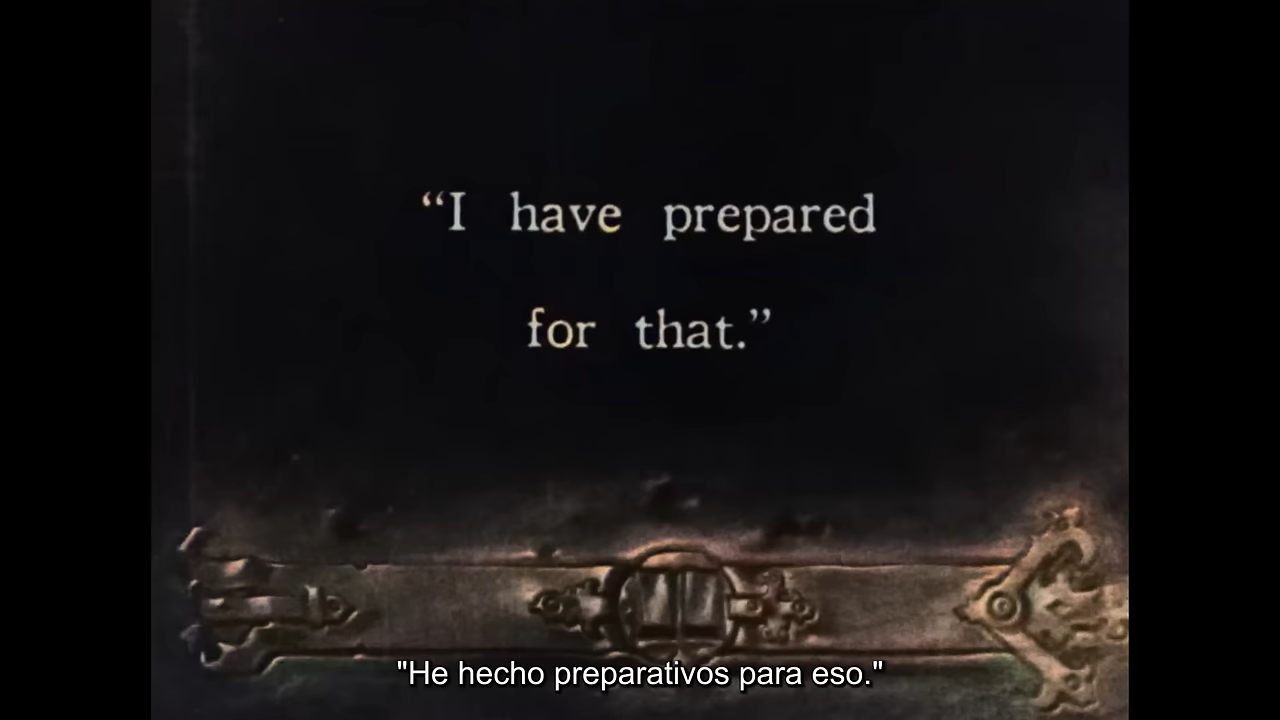 “I have prepared
for that.”
"He hecho preparativos para eso."